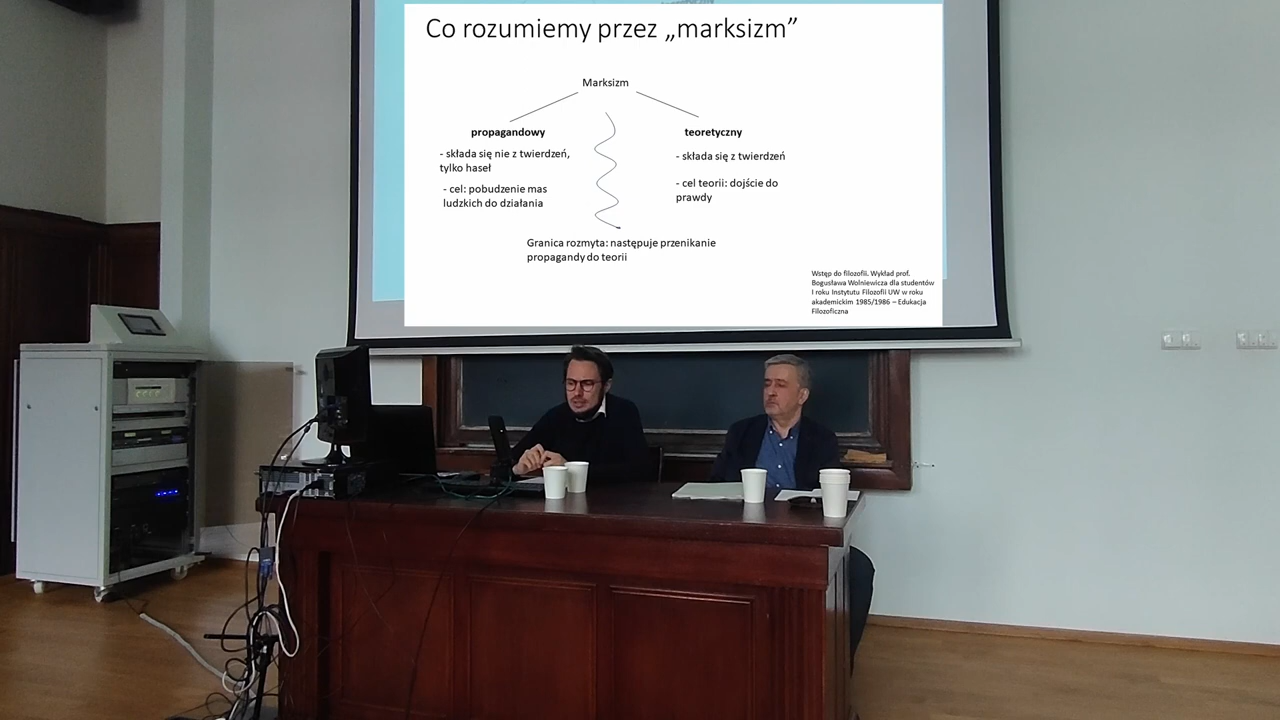 Co rozumiemy przez „marksizm”
Marksizm
propagandowy
- składa się nie z twierdzeń,
tylko haseł
- cel: pobudzenie mas
ludzkich do działania
teoretyczny
- składa się z twierdzeń
- cel teorii: dojście do
prawdy
Granica rozmyta: następuje przenikanie
propagandy do teorii
Wstęp do filozofii. Wykład prof.
Bogusława Wolniewicza dla studentów
I roku Instytutu Filozofii UW w roku
akademickim 1985/1986 – Edukacja
Filozoficzna